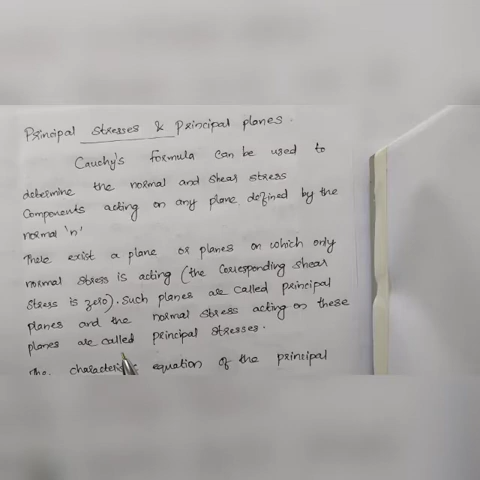 Principal stresses & Principal planes.
Cauchy's formula can be used to
determine the normal and shear stress
Components acting on any plane defined by the
normal 'n'
There exist a plane or planes on which only
normal stress is acting (the corresponding shear
stress is zero). Such planes are called principal
planes and the normal stress acting on these
planes are called principal stresses.
The. equation of the principal